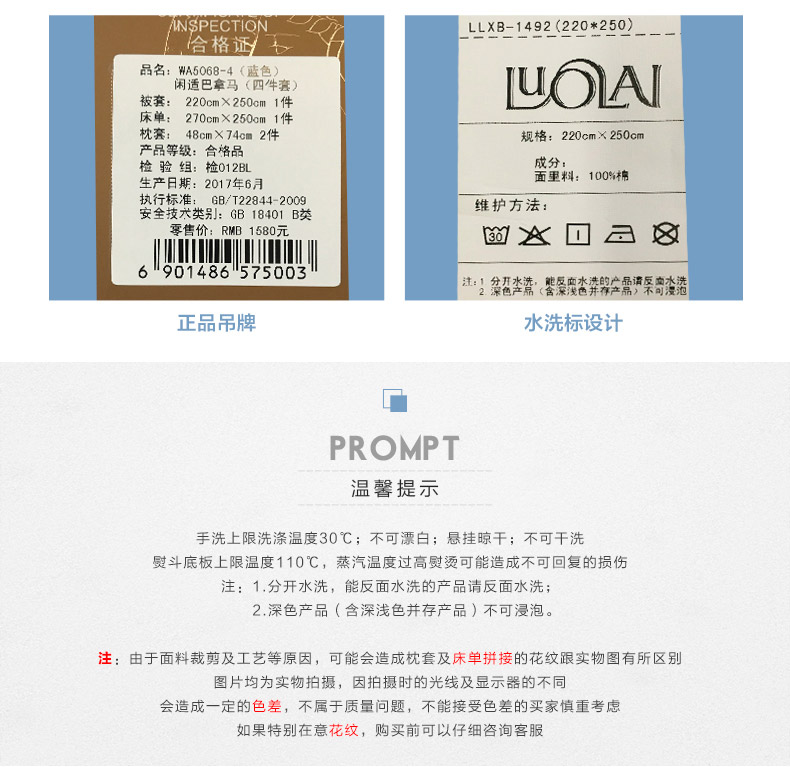 INSPECTION
合格证
品名：WA5068-4（蓝色）
闲适巴拿马（四件套）
被套： 220cm×250cm 1件
床单： 270cm×250cm 1件
枕套： 48cm×74cm 2件
产品等级：合格品
检 验 组：检012BL
生产日期：2017年6月
执行标准： GB/T22844-2009
安全技术类别：GB 18401 B类
零售价：RMB 1580元
6 901486 575003
正品吊牌
LLXB-1492(220*250)
LUOLAI
规格：220cm×250cm
成分：
面里料：100%棉
维护方法：
30
注：1 分开水洗，能反面水洗的产品请反面水洗
2.深色产品（含深浅色并存产品）不可浸泡
水洗标设计
PROMPT
温馨提示
手洗上限洗涤温度30℃；不可漂白；悬挂晾干；不可干洗
熨斗底板上限温度110℃，蒸汽温度过高熨烫可能造成不可回复的损伤
注：1.分开水洗，能反面水洗的产品请反面水洗；
2.深色产品（含深浅色并存产品）不可浸泡。
注：由于面料裁剪及工艺等原因，可能会造成枕套及床单拼接的花纹跟实物图有所区别
图片均为实物拍摄，因拍摄时的光线及显示器的不同
会造成一定的色差，不属于质量问题，不能接受色差的买家慎重考虑
如果特别在意花纹，购买前可以仔细咨询客服